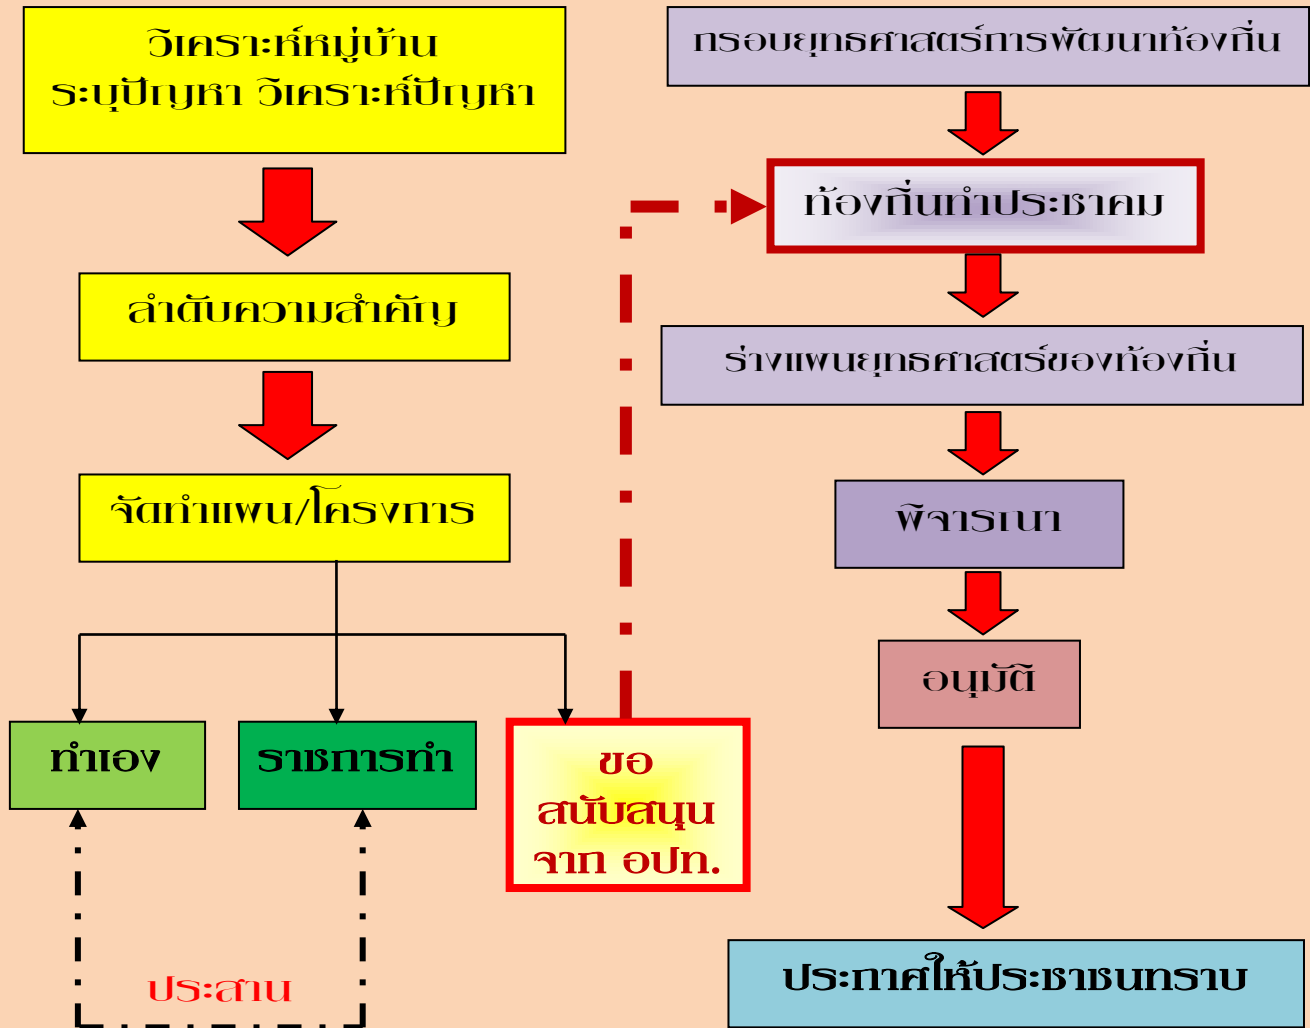 วิเคราะห์หมู่บ้าน
ระบุปัญหา วิเคราะห์ปัญหา
ลำดับความสำคัญ
จัดทำแผน/โครงการ
ทำเอง
ราชการทำ
ขอ
สนับสนุน
จาก อปท.
ประสาน
กรอบยุทธศาสตร์การพัฒนาท้องถิ่น
ท้องถิ่นทำประชาคม
ร่างแผนยุทธศาสตร์ของท้องถิ่น
พิจารณา
อนุมัติ
ประกาศให้ประชาชนทราบ